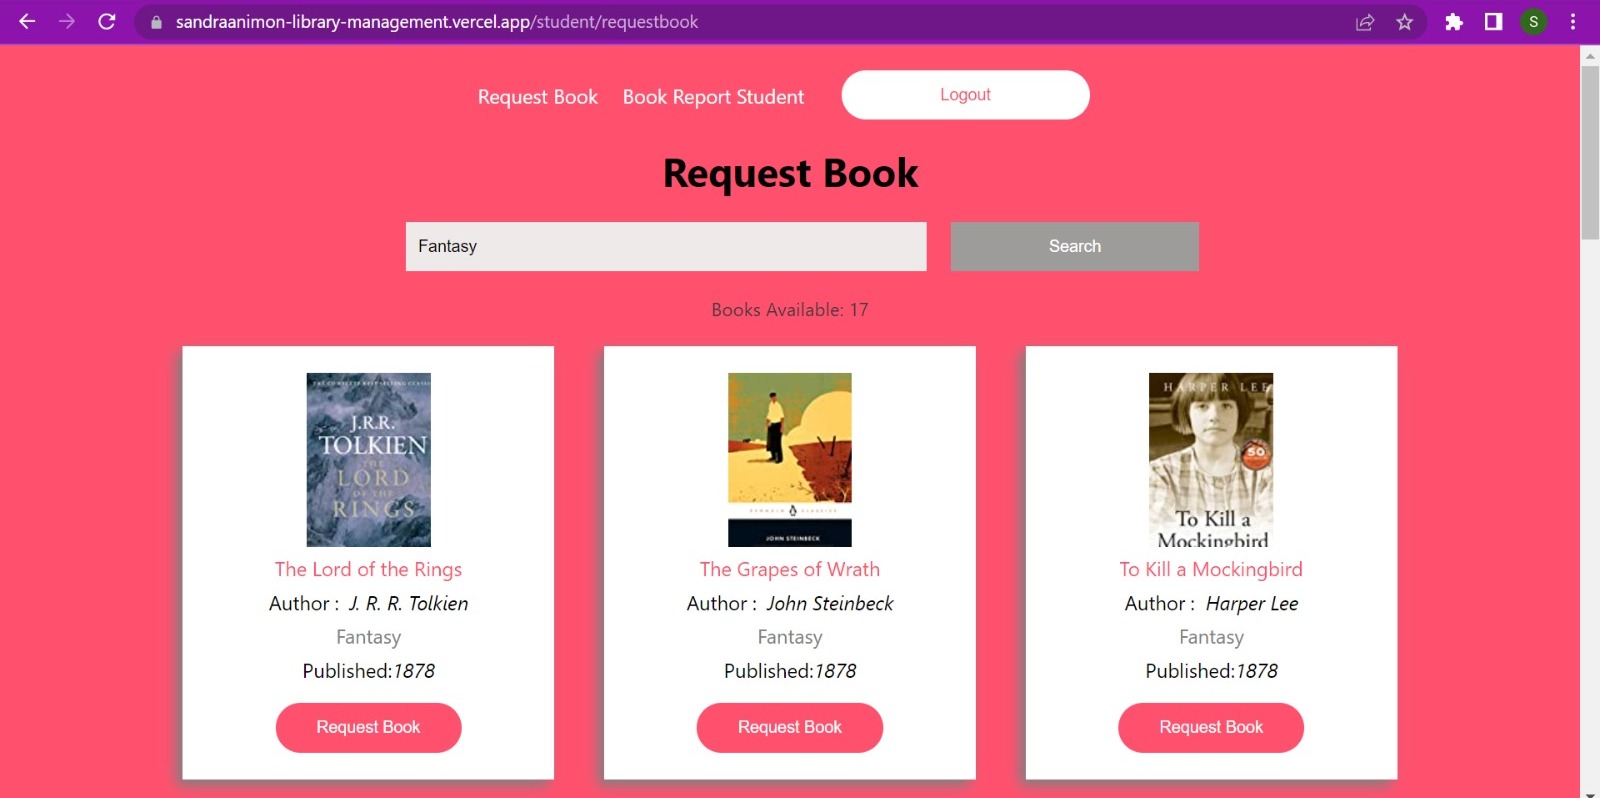 sandraanimon-library-management.vercel.app/student/requestbook
S
Request Book Book Report Student Logout
Request Book
Fantasy Search
Books Available: 17
J.R.R.
TOLKIEN
THE
LORD
OF THE
RINGS
PENGUIN CLASSICS
JOHN STEINBECK
HARPER LEE
50
To Kill a
Mockingbird
The Lord of the Rings
Author : J. R. R. Tolkien
Fantasy
Published:1878
Request Book
The Grapes of Wrath
Author : John Steinbeck
Fantasy
Published:1878
Request Book
To Kill a Mockingbird
Author : Harper Lee
Fantasy
Published:1878
Request Book